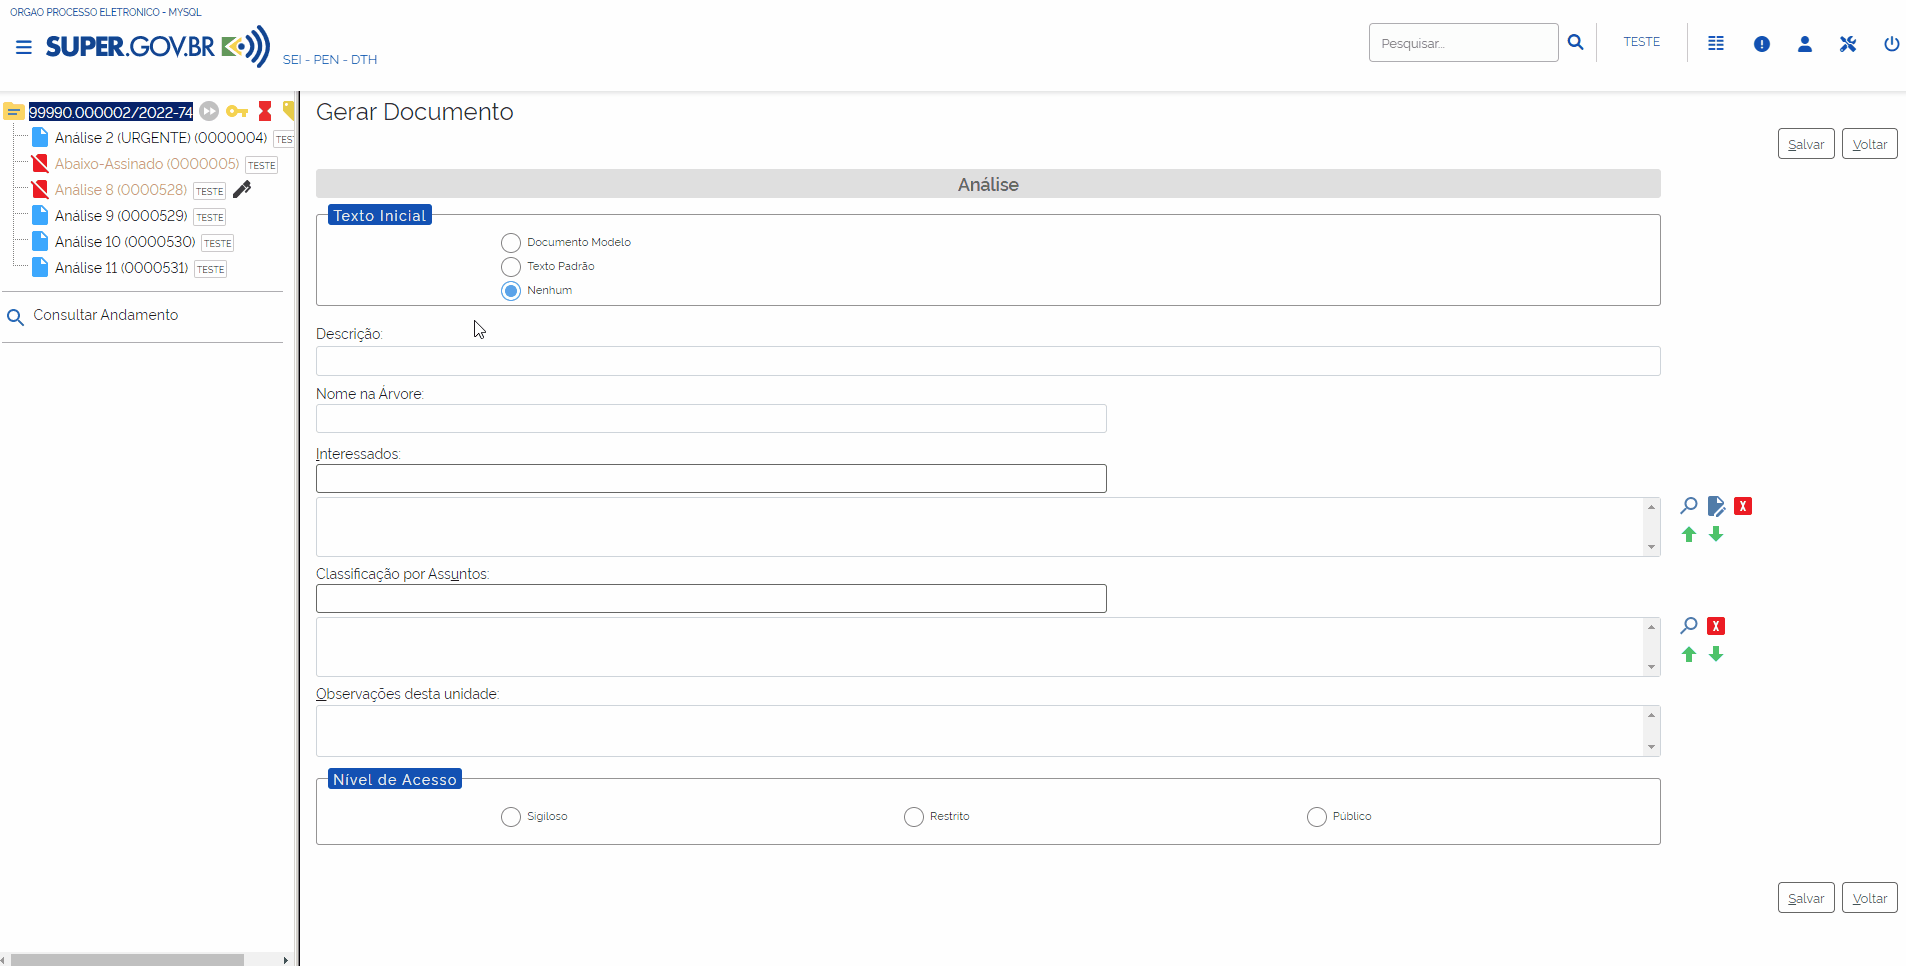 ORGAO PROCESSO ELETRONICO - MYSQL
SUPER.GOV.BR
SEI - PEN - DTH
Pesquisar...
TESTE
99990.000002/2022-74
Análise 2 (URGENTE) (0000004) TEST
Abaixo-Assinado (0000005) TESTE
Análise 8 (0000528) TESTE
Análise 9 (0000529) TESTE
Análise 10 (0000530) TESTE
Análise 11 (0000531) TESTE
Consultar Andamento
Gerar Documento
Salvar Voltar
Análise
Texto Inicial
Documento Modelo
Texto Padrão
Nenhum
Descrição:
Nome na Árvore:
Interessados:
X
Classificação por Assuntos:
X
Observações desta unidade:
Nível de Acesso
Sigiloso Restrito Público
Salvar Voltar